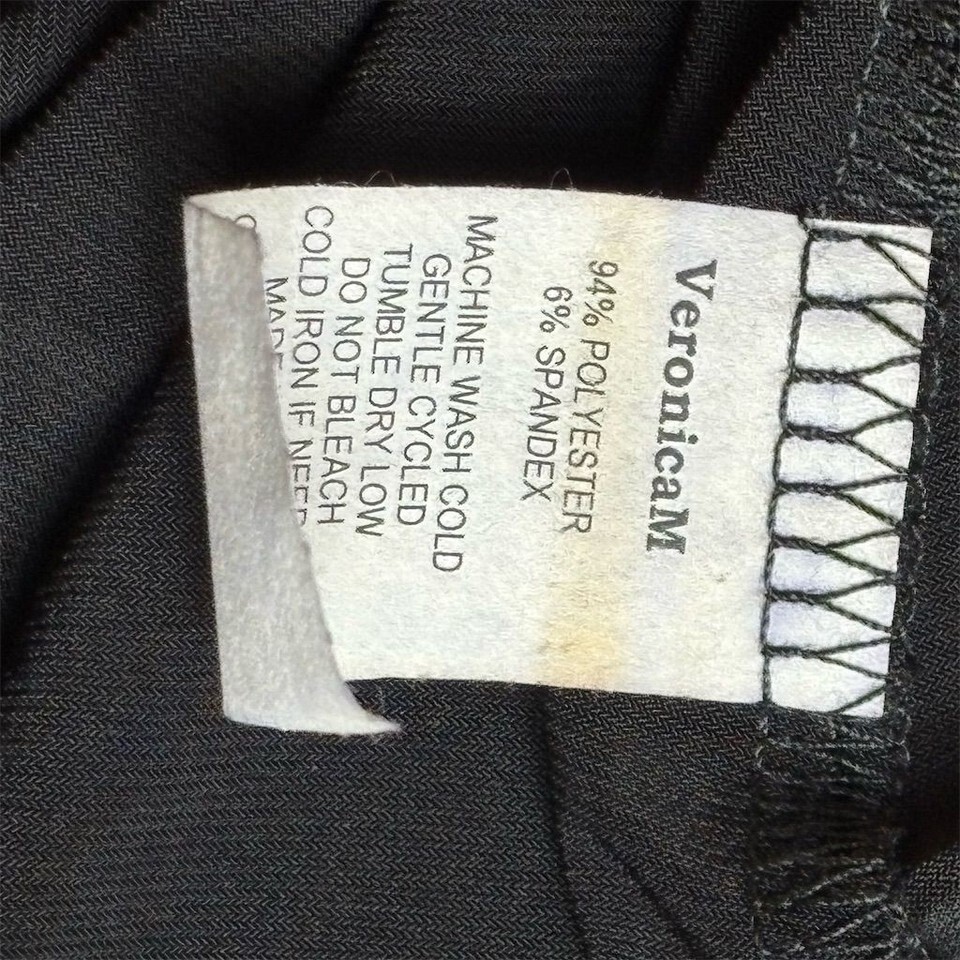 VeronicaM
94% POLYESTER
6% SPANDEX
MACHINE WASH COLD
GENTLE CYCLED
TUMBLE DRY LOW
DO NOT BLEACH
COLD IRON IF